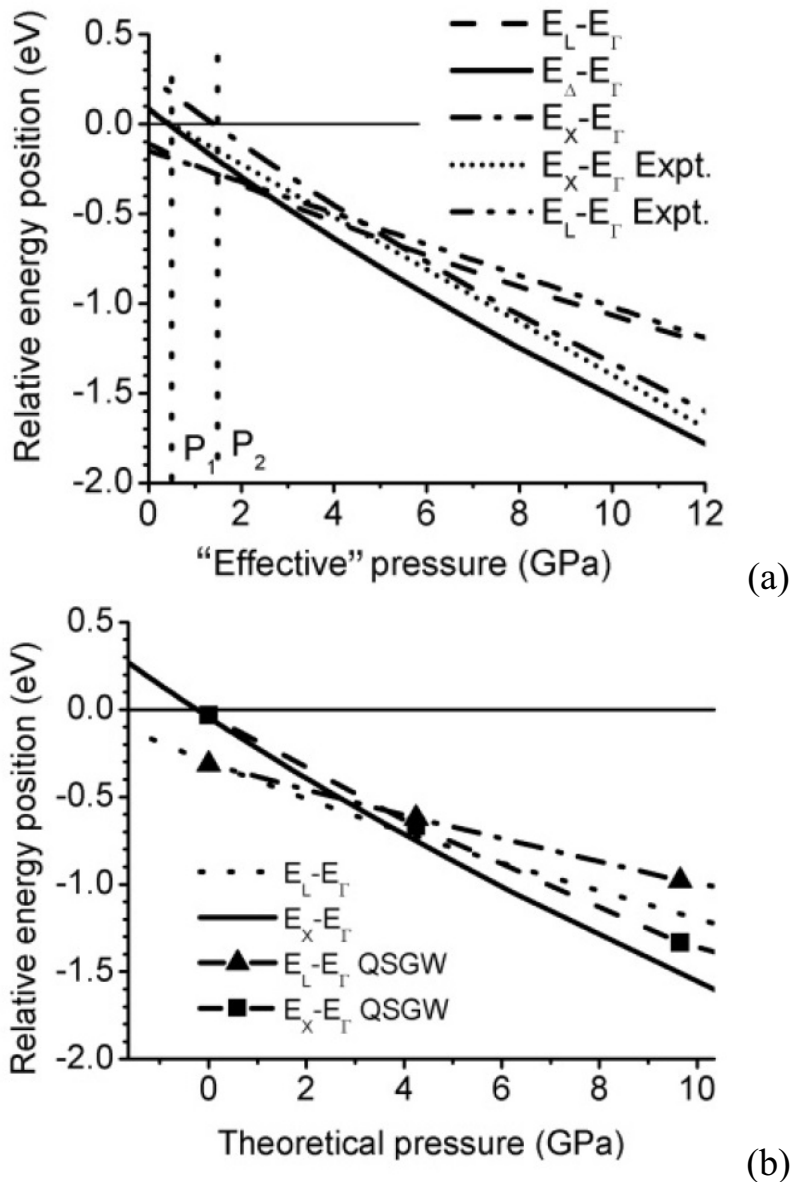 Relative energy position (eV)
0.5
0.0
-0.5
-1.0
-1.5
-2.0
E_L-E_Γ
E_Δ-E_Γ
E_X-E_Γ
E_X-E_Γ Expt.
E_L-E_Γ Expt.
P_1
P_2
0 2 4 6 8 10 12
“Effective” pressure (GPa)
(a)
Relative energy position (eV)
0.5
0.0
-0.5
-1.0
-1.5
-2.0
E_L-E_Γ
E_X-E_Γ
E_L-E_Γ QSGW
E_X-E_Γ QSGW
0 2 4 6 8 10
Theoretical pressure (GPa)
(b)